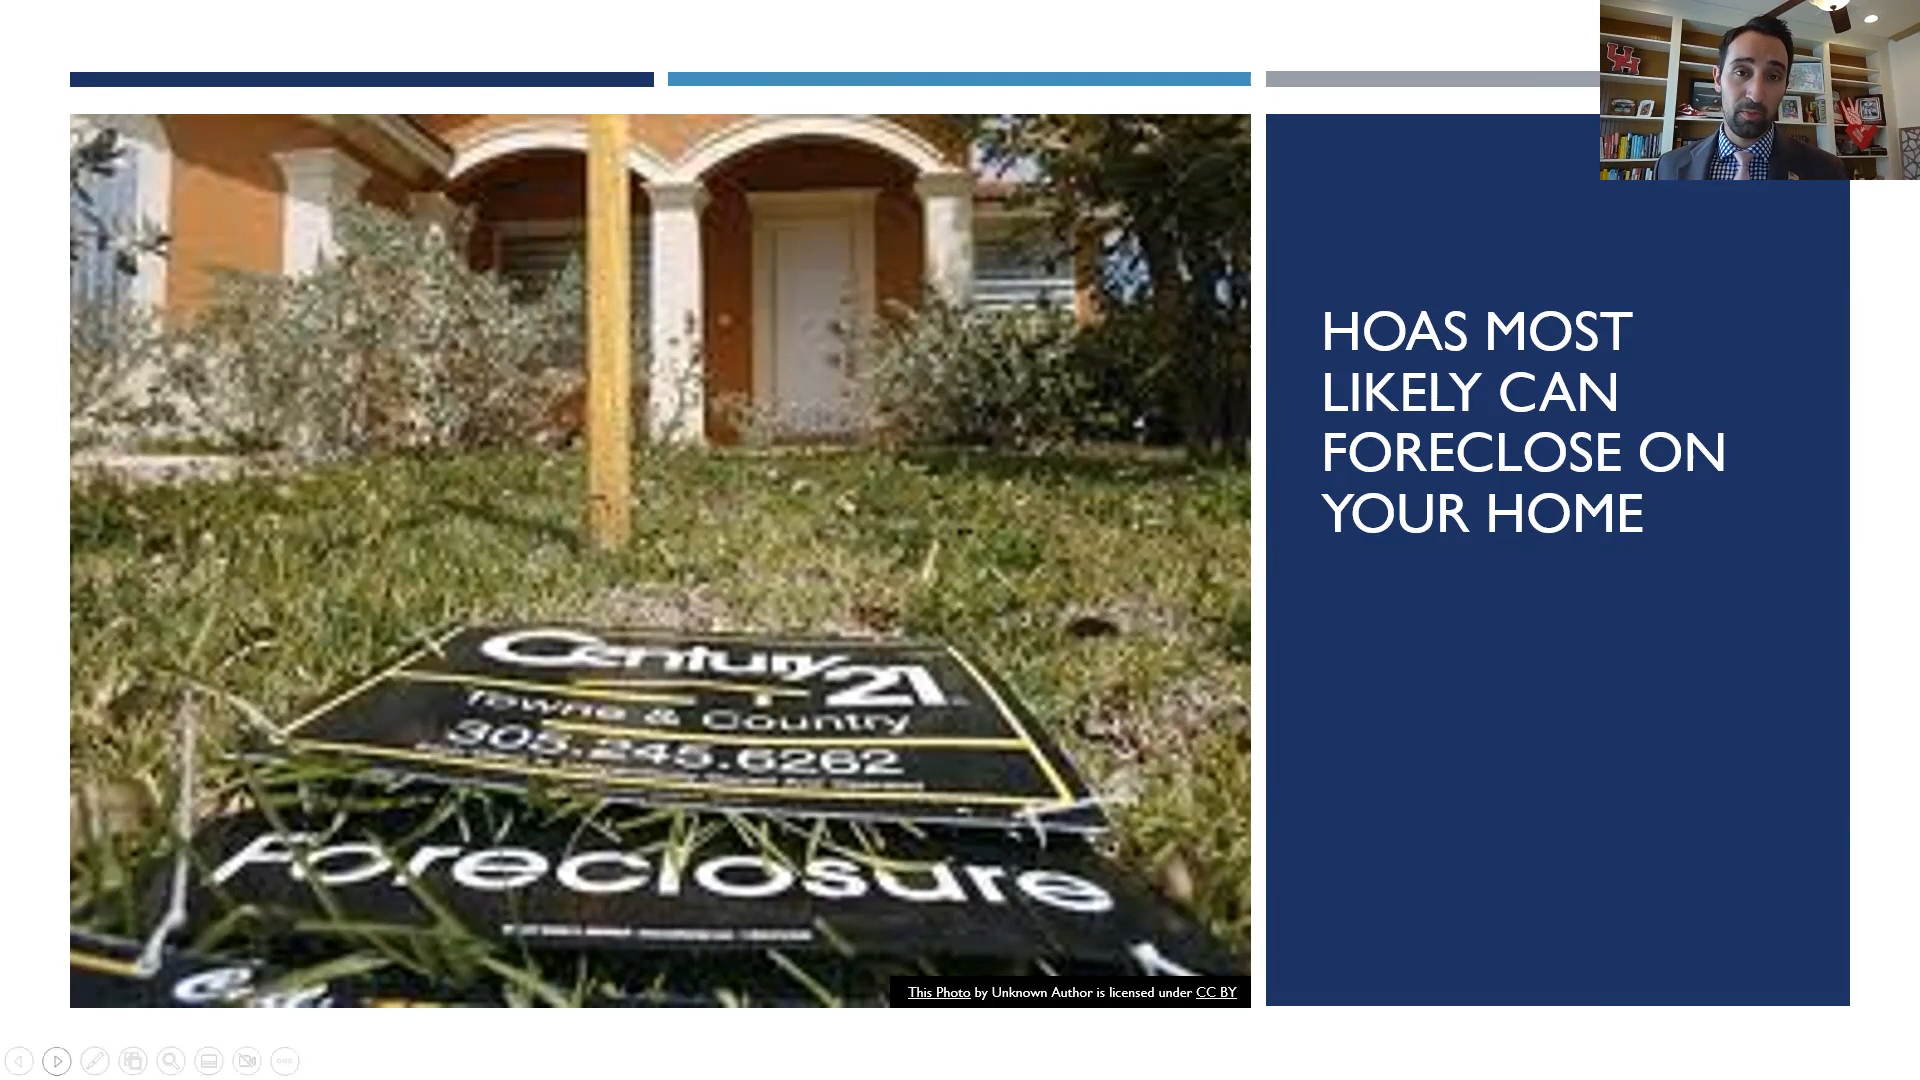 HOAS MOST
LIKELY CAN
FORECLOSE ON
YOUR HOME
Century 21
Towne & Country
305.245.6262
Foreclosure
This Photo by Unknown Author is licensed under CC BY